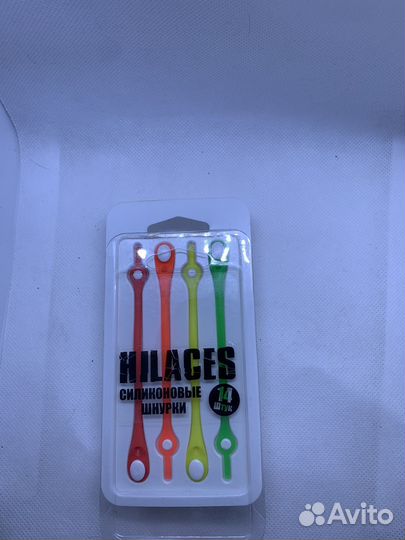 HILACES
СИЛИКОНОВЫЕ
ШНУРКИ
14
ШТУК
Avito